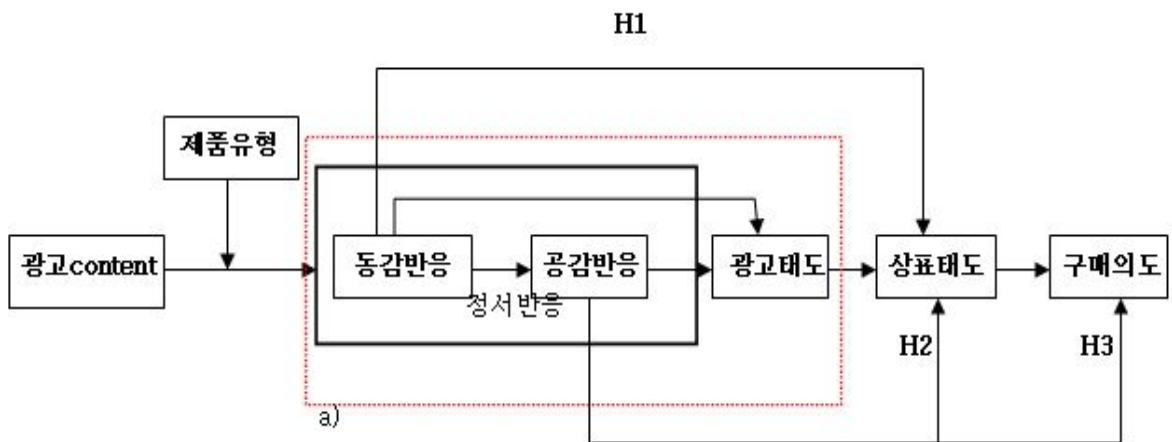 H1
제품유형
광고content
동감반응
공감반응
광고태도
상표태도
구매의도
정서반응
H2
H3
a)